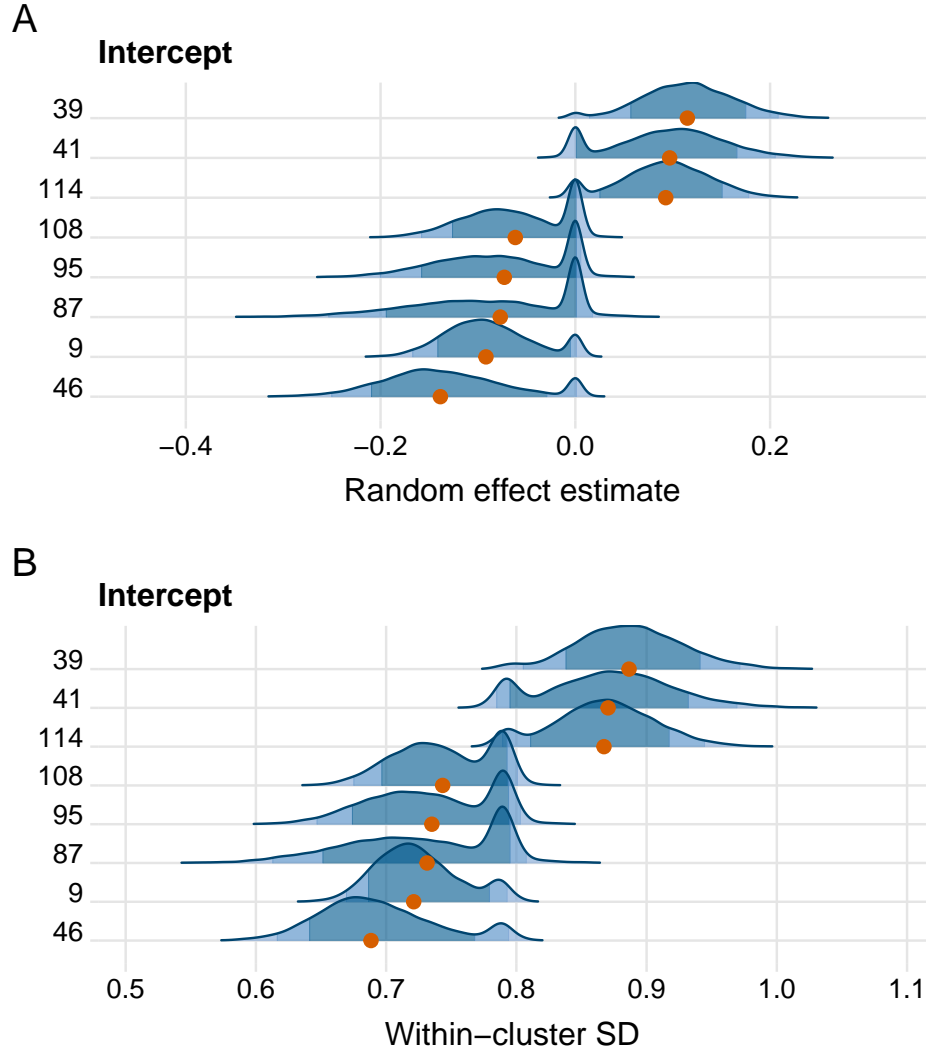 A
Intercept
39
41
114
108
95
87
9
46
−0.4 −0.2 0.0 0.2
Random effect estimate
B
Intercept
39
41
114
108
95
87
9
46
0.5 0.6 0.7 0.8 0.9 1.0 1.1
Within−cluster SD